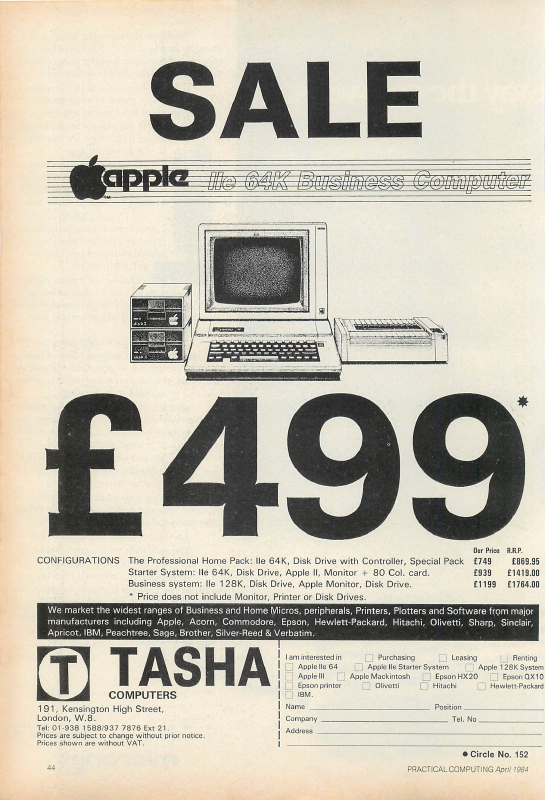 SALE
apple IIe 64K Business Computer
TM
£499*
Our Price R.R.P.
CONFIGURATIONS The Professional Home Pack: IIe 64K, Disk Drive with Controller, Special Pack £749 £869.95
Starter System: IIe 64K, Disk Drive, Apple II, Monitor + 80 Col. card. £939 £1419.00
Business system: IIe 128K, Disk Drive, Apple Monitor, Disk Drive. £1199 £1764.00
* Price does not include Monitor, Printer or Disk Drives.
We market the widest ranges of Business and Home Micros, peripherals, Printers, Plotters and Software from major
manufacturers including Apple, Acorn, Commodore, Epson, Hewlett-Packard, Hitachi, Olivetti, Sharp, Sinclair,
Apricot, IBM, Peachtree, Sage, Brother, Silver-Reed & Verbatim.
T TASHA
COMPUTERS
191, Kensington High Street,
London, W.8.
Tel: 01-938 1588/937 7876 Ext 21.
Prices are subject to change without prior notice.
Prices shown are without VAT.
I am interested in Purchasing Leasing Renting
Apple IIe 64 Apple IIe Starter System Apple 128K System
Apple III Apple Mackintosh Epson HX20 Epson QX10
Epson printer Olivetti Hitachi Hewlett-Packard
IBM.
Name Position
Company Tel. No
Address
Circle No. 152
44
PRACTICAL COMPUTING April 1984